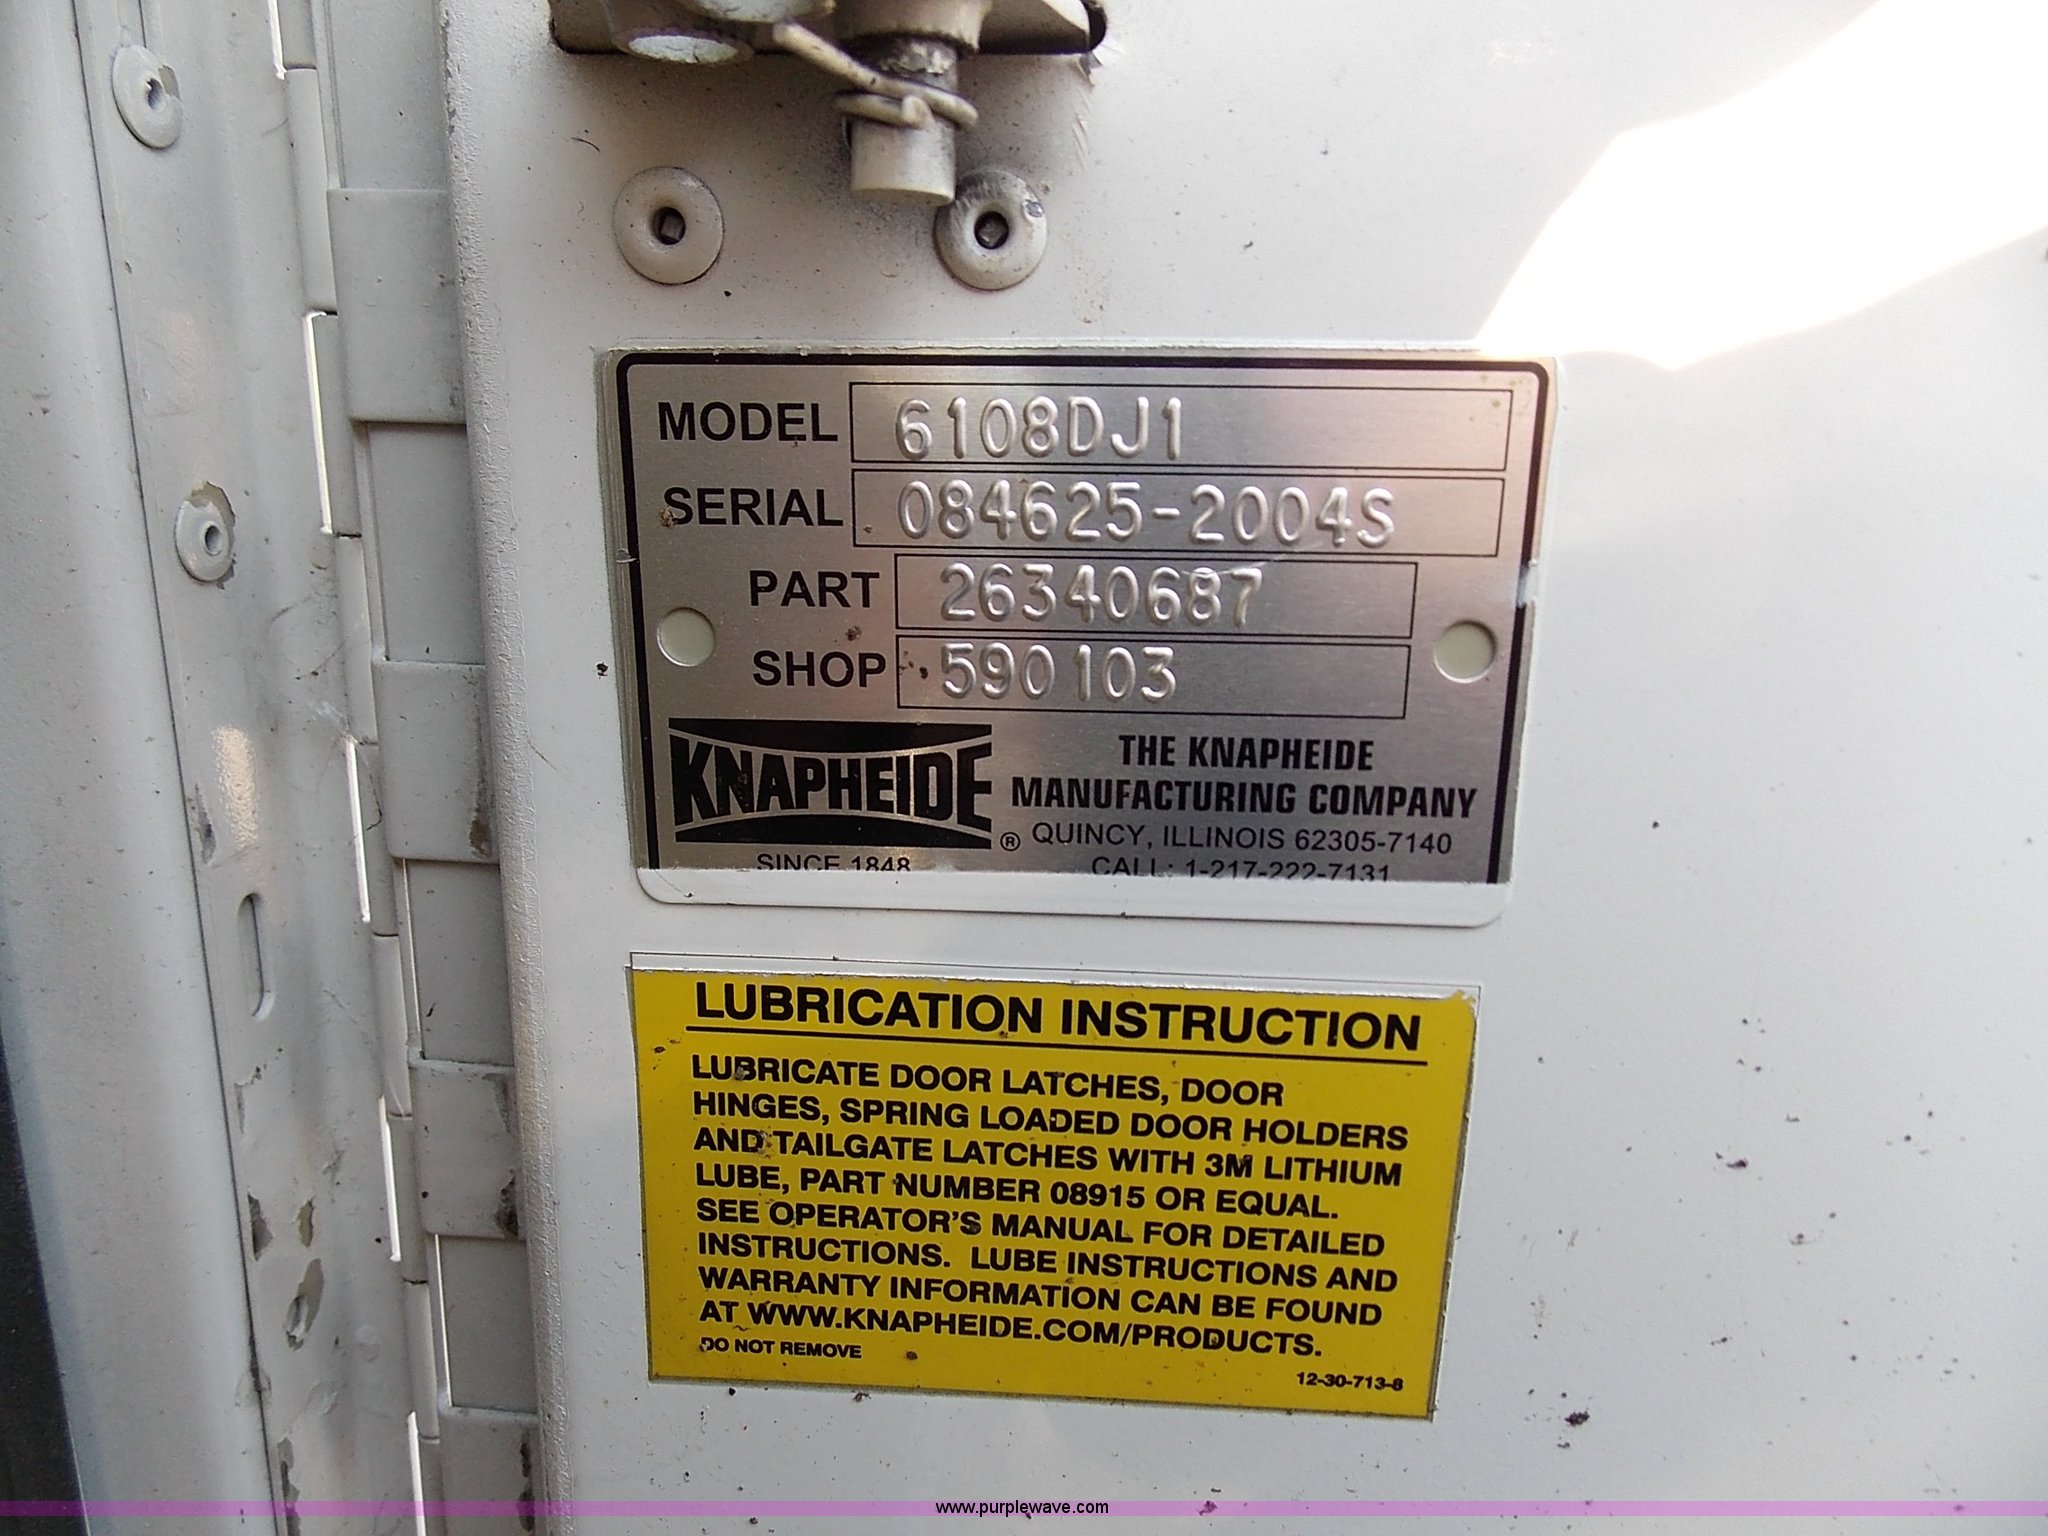 MODEL 6108DJ1
SERIAL 084625-2004S
PART 26340687
SHOP 590103
KNAPHEIDE ®
SINCE 1848
THE KNAPHEIDE
MANUFACTURING COMPANY
QUINCY, ILLINOIS 62305-7140
CALL: 1-217-222-7131
LUBRICATION INSTRUCTION
LUBRICATE DOOR LATCHES, DOOR
HINGES, SPRING LOADED DOOR HOLDERS
AND TAILGATE LATCHES WITH 3M LITHIUM
LUBE, PART NUMBER 08915 OR EQUAL.
SEE OPERATOR'S MANUAL FOR DETAILED
INSTRUCTIONS. LUBE INSTRUCTIONS AND
WARRANTY INFORMATION CAN BE FOUND
AT WWW.KNAPHEIDE.COM/PRODUCTS.
DO NOT REMOVE
12-30-713-8
www.purplewave.com